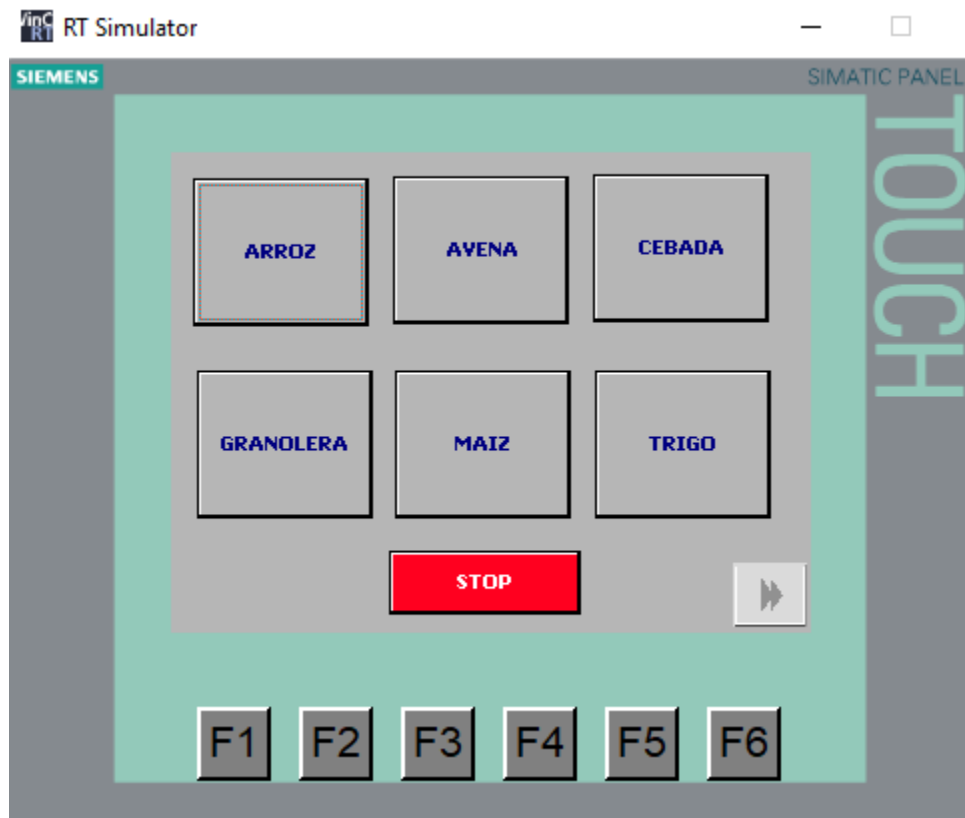 RT Simulator
SIEMENS
SIMATIC PANEL
TOUCH
ARROZ
AVENA
CEBADA
GRANOLERA
MAIZ
TRIGO
STOP
F1 F2 F3 F4 F5 F6